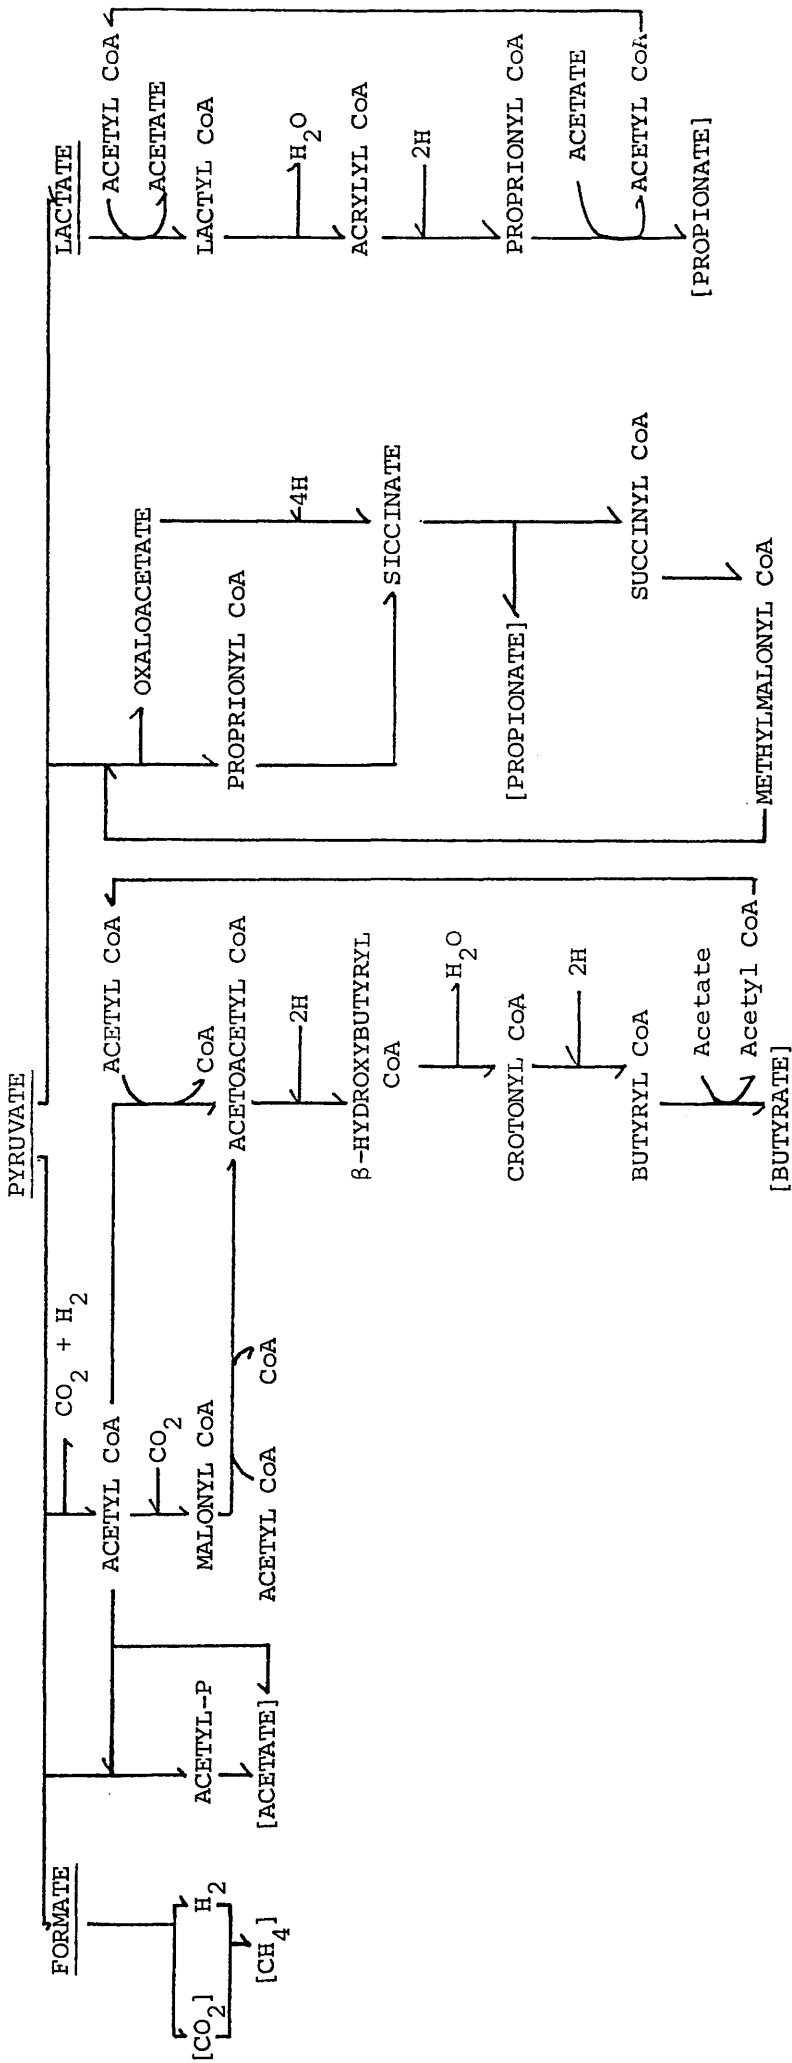 PYRUVATE
FORMATE
[CO2]
H2
[CH4]
ACETYL-P
[ACETATE]
CO2 + H2
ACETYL CoA
CO2
MALONYL CoA
ACETYL CoA
CoA
ACETYL CoA
CoA
ACETOACETYL CoA
2H
β-HYDROXYBUTYRYL
CoA
H2O
CROTONYL CoA
2H
BUTYRYL CoA
Acetate
Acetyl CoA
[BUTYRATE]
OXALOACETATE
PROPRIONYL CoA
4H
SICCINATE
[PROPIONATE]
SUCCINYL CoA
METHYLMALONYL CoA
LACTATE
ACETYL CoA
ACETATE
LACTYL CoA
H2O
ACRYLYL CoA
2H
PROPRIONYL CoA
ACETATE
ACETYL CoA
[PROPIONATE]